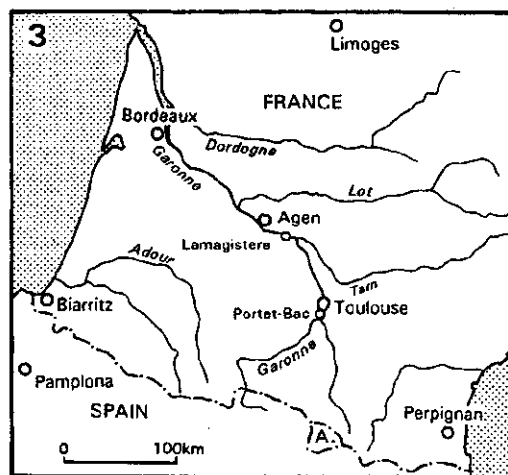 3
Limoges
FRANCE
Bordeaux
Dordogne
Garonne
Lot
Agen
Lamagistere
Adour
Tarn
Biarritz
Toulouse
Portet-Bac
Garonne
Pamplona
SPAIN
A
Perpignan
0 100km